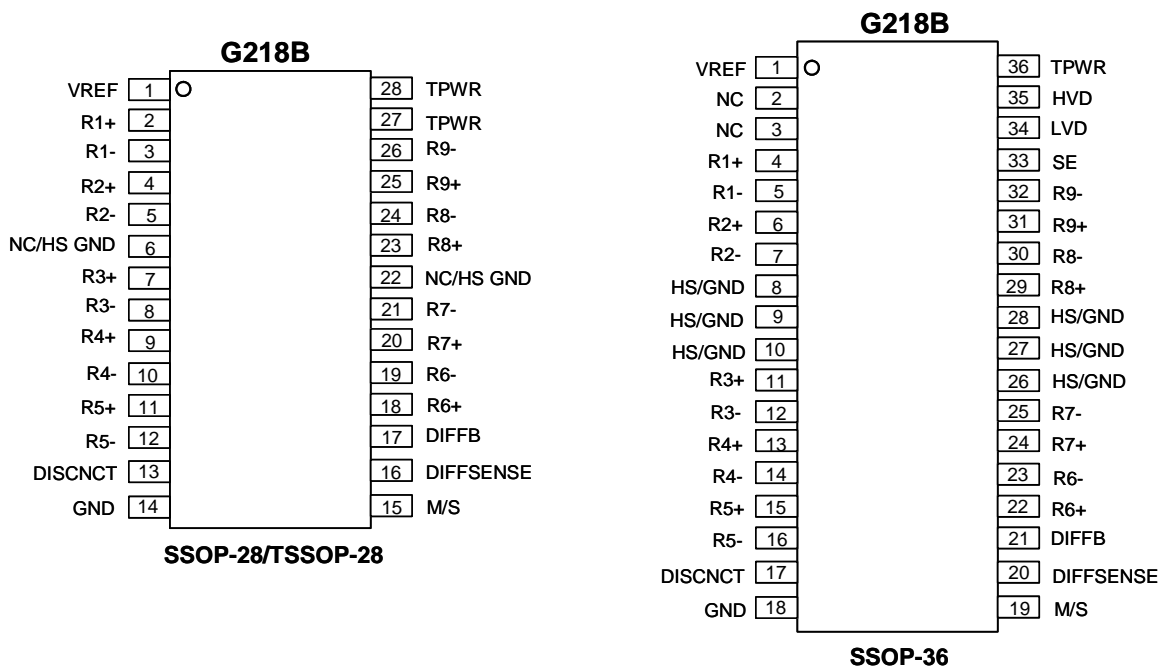 G218B
VREF 1 28 TPWR
R1+ 2 27 TPWR
R1- 3 26 R9-
R2+ 4 25 R9+
R2- 5 24 R8-
NC/HS GND 6 23 R8+
R3+ 7 22 NC/HS GND
R3- 8 21 R7-
R4+ 9 20 R7+
R4- 10 19 R6-
R5+ 11 18 R6+
R5- 12 17 DIFFB
DISCNCT 13 16 DIFFSENSE
GND 14 15 M/S
SSOP-28/TSSOP-28
G218B
VREF 1 36 TPWR
NC 2 35 HVD
NC 3 34 LVD
R1+ 4 33 SE
R1- 5 32 R9-
R2+ 6 31 R9+
R2- 7 30 R8-
HS/GND 8 29 R8+
HS/GND 9 28 HS/GND
HS/GND 10 27 HS/GND
R3+ 11 26 HS/GND
R3- 12 25 R7-
R4+ 13 24 R7+
R4- 14 23 R6-
R5+ 15 22 R6+
R5- 16 21 DIFFB
DISCNCT 17 20 DIFFSENSE
GND 18 19 M/S
SSOP-36